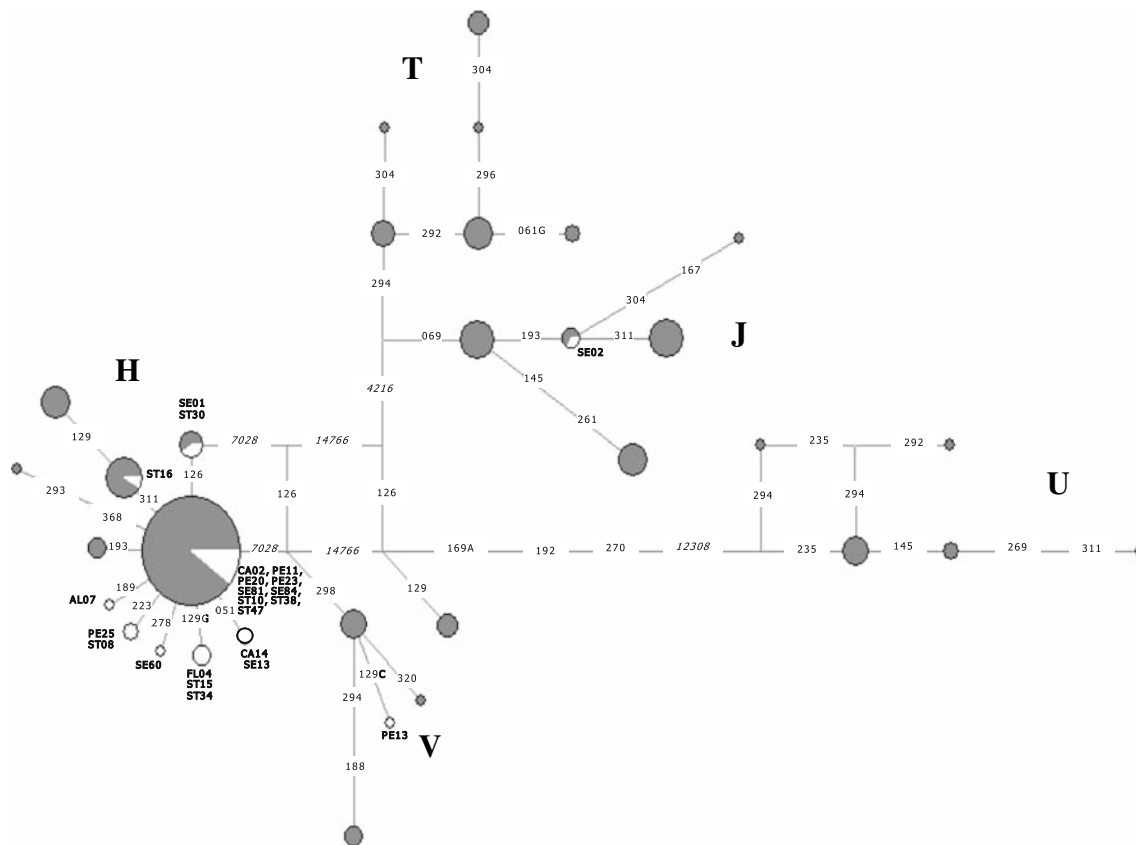 T
304
304
296
292
061G
294
167
304
069
193
311
J
SE02
4216
145
261
H
SE01
ST30
7028
14766
129
126
ST16
311
293
368
126
126
193
235
292
U
294
294
7028
14766
169A
192
270
12308
235
145
269
311
CA02, PE11,
PE20, PE23,
SE81, SE84,
ST10, ST38,
ST47
189
AL07
223
278
129G
051
298
129
PE25
ST08
SE60
FL04
ST15
ST34
CA14
SE13
294
129C
320
PE13
V
188